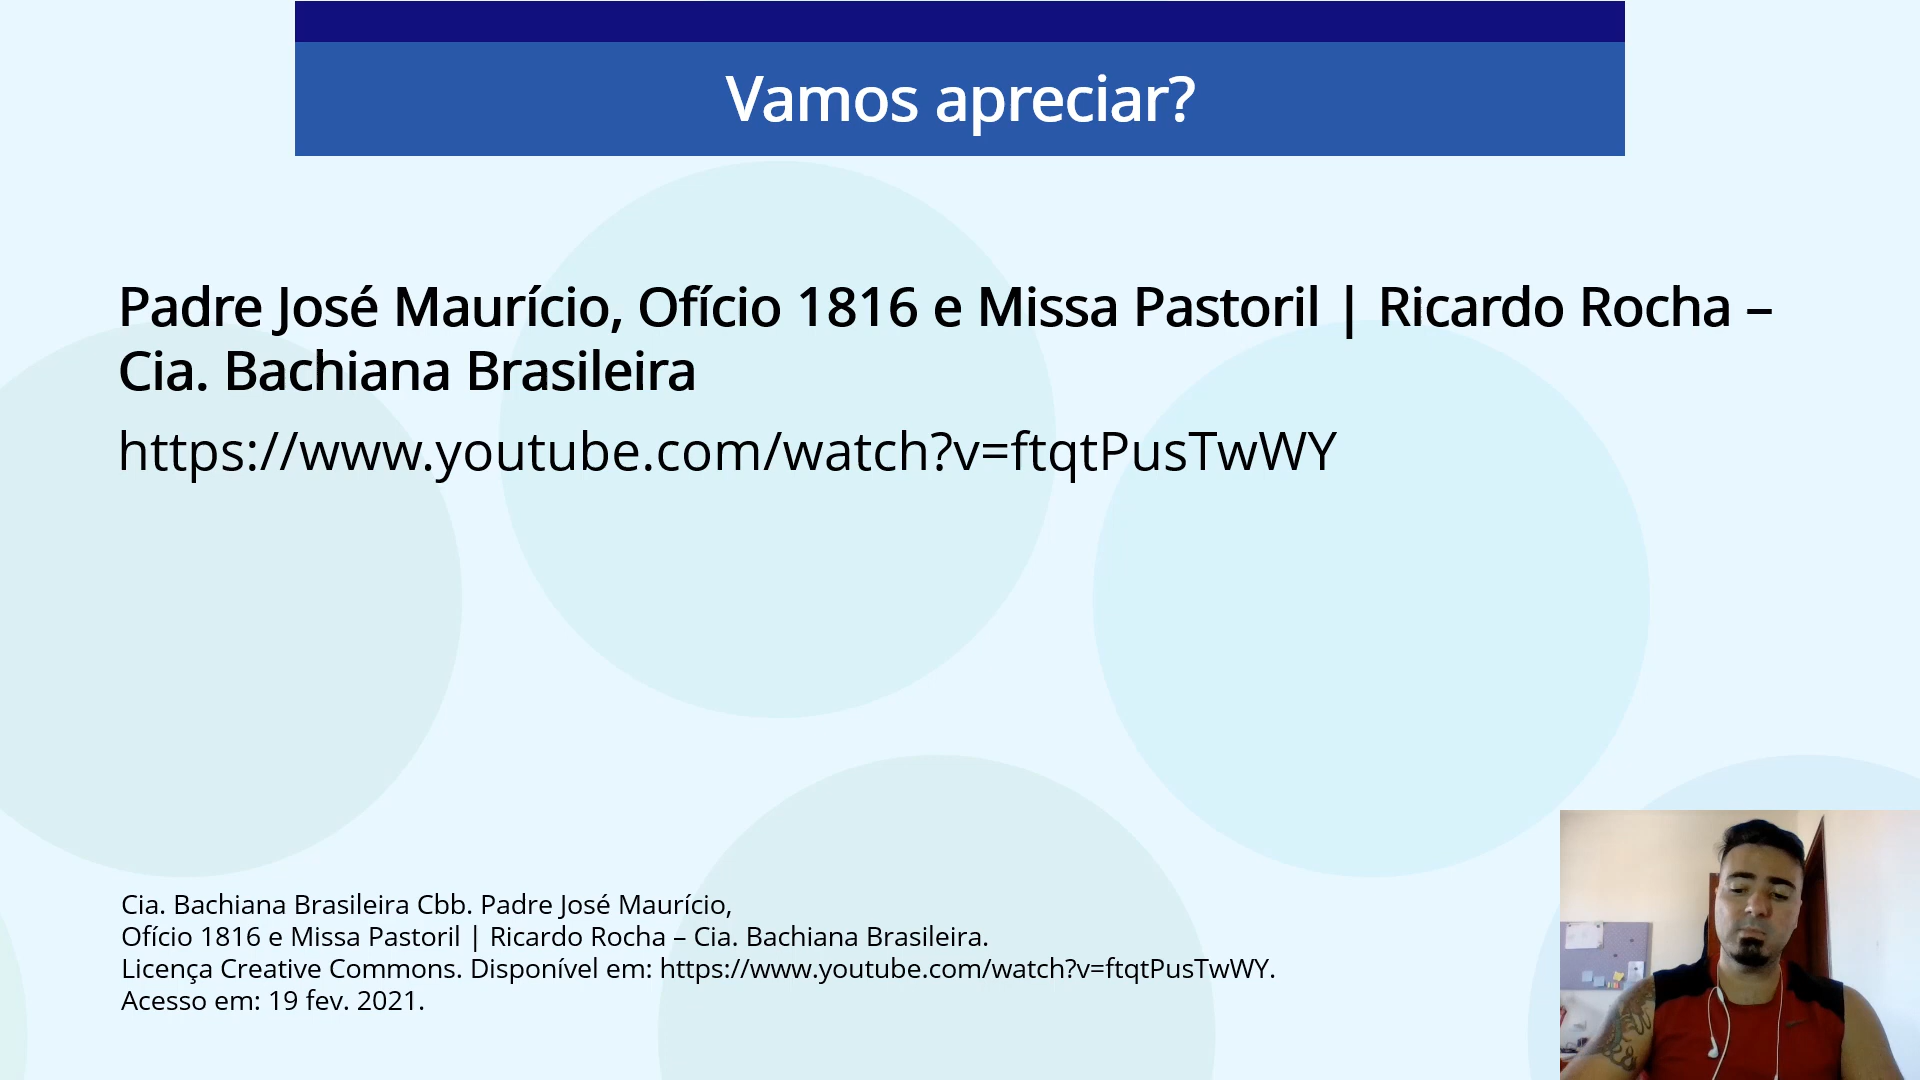 Vamos apreciar?
Padre José Maurício, Ofício 1816 e Missa Pastoril | Ricardo Rocha –
Cia. Bachiana Brasileira
https://www.youtube.com/watch?v=ftqtPusTwWY
Cia. Bachiana Brasileira Cbb. Padre José Maurício,
Ofício 1816 e Missa Pastoril | Ricardo Rocha – Cia. Bachiana Brasileira.
Licença Creative Commons. Disponível em: https://www.youtube.com/watch?v=ftqtPusTwWY.
Acesso em: 19 fev. 2021.